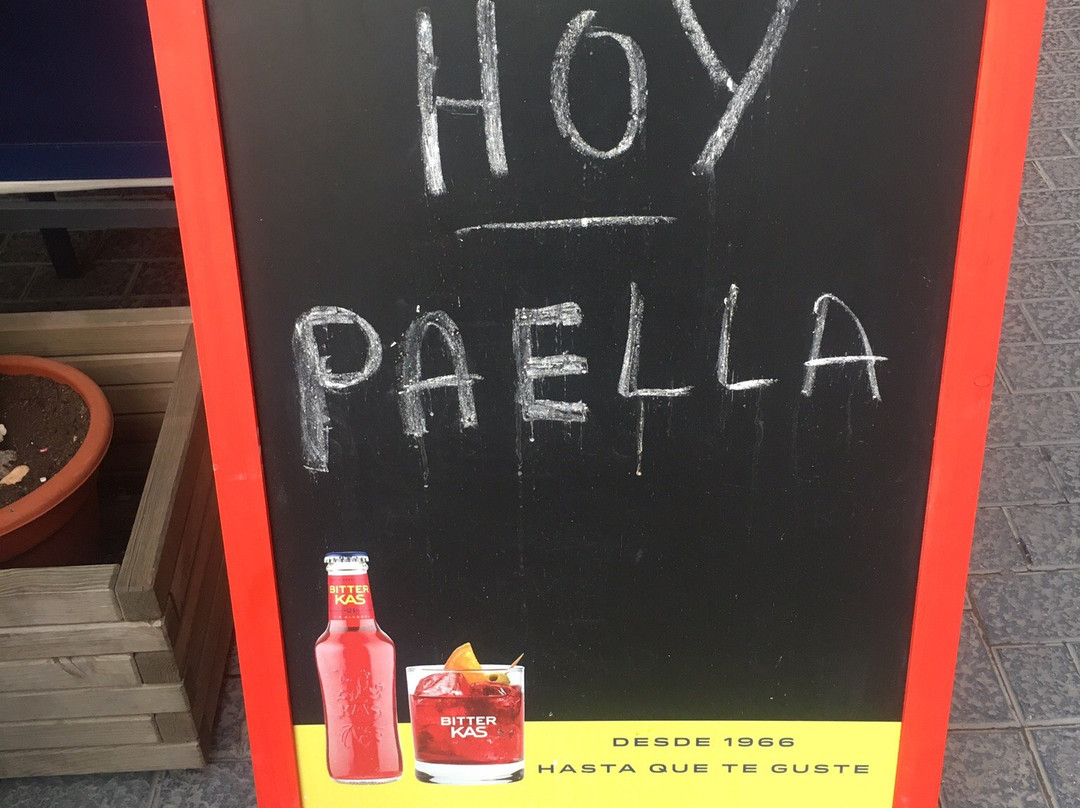 HOY
PAELLA
BITTER
KAS
BITTER
KAS
DESDE 1966
HASTA QUE TE GUSTE